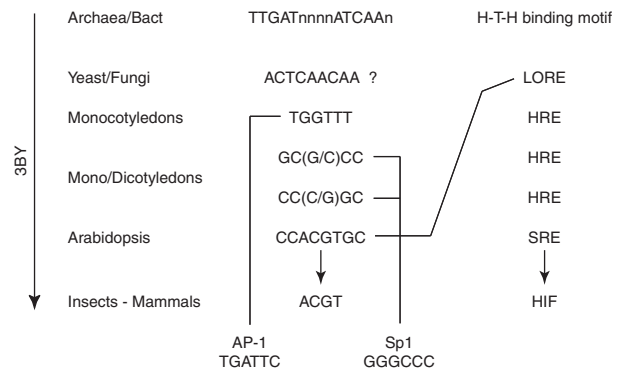 Archaea/Bact TTGATnnnnATCAAn H-T-H binding motif
Yeast/Fungi ACTCAACAA ? LORE
Monocotyledons TGGTTT HRE
GC(G/C)CC HRE
Mono/Dicotyledons
CC(C/G)GC HRE
Arabidopsis CCACGTGC SRE
Insects - Mammals ACGT HIF
3BY
AP-1 Sp1
TGATTC GGGCCC